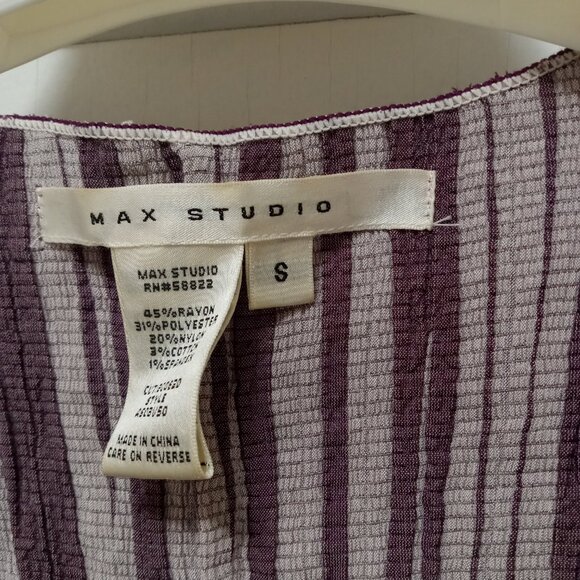 MAX STUDIO
S
MAX STUDIO
RN#58822
45%RAYON
31%POLYESTER
20%NYLON
3%COTTON
1%SPANDEX
STYLE
MADE IN CHINA
CARE ON REVERSE